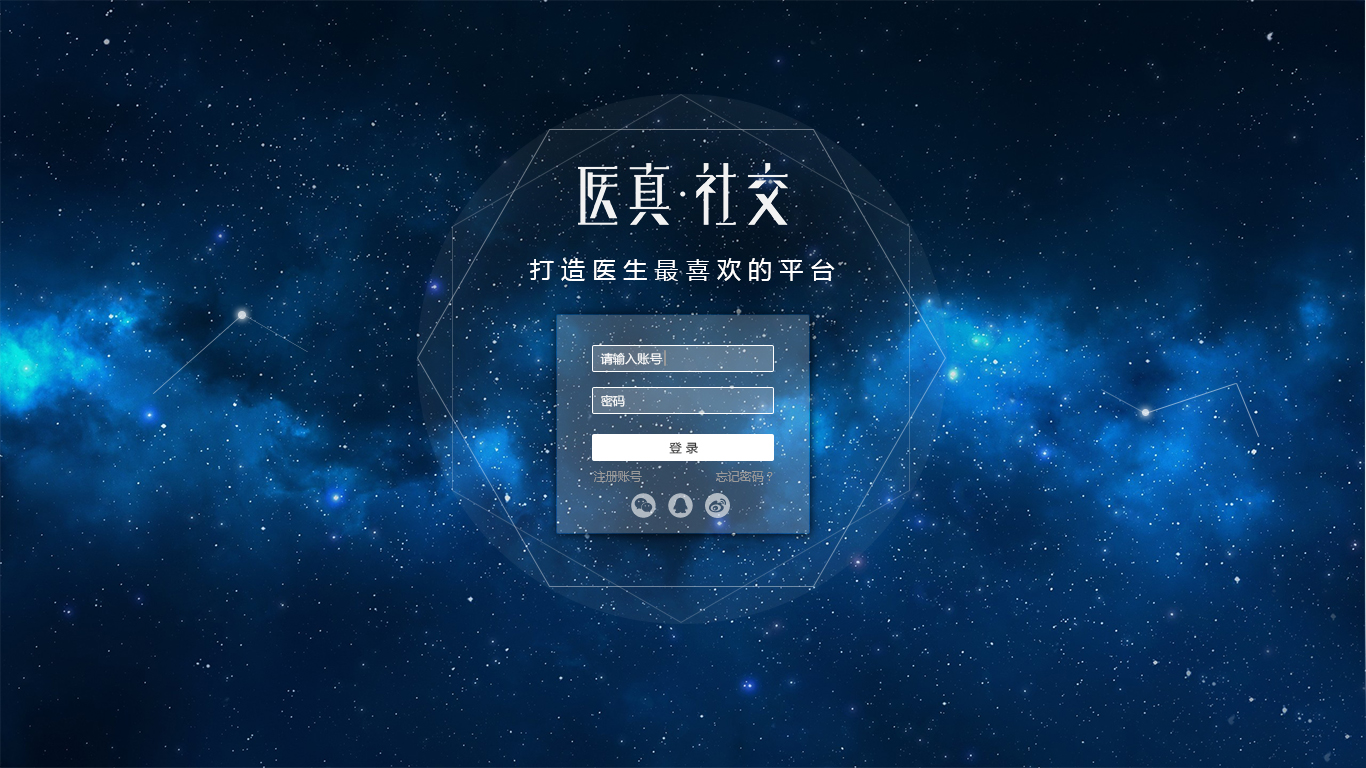 医真·社交
打造医生最喜欢的平台
请输入账号
密码
登录
注册账号 忘记密码？